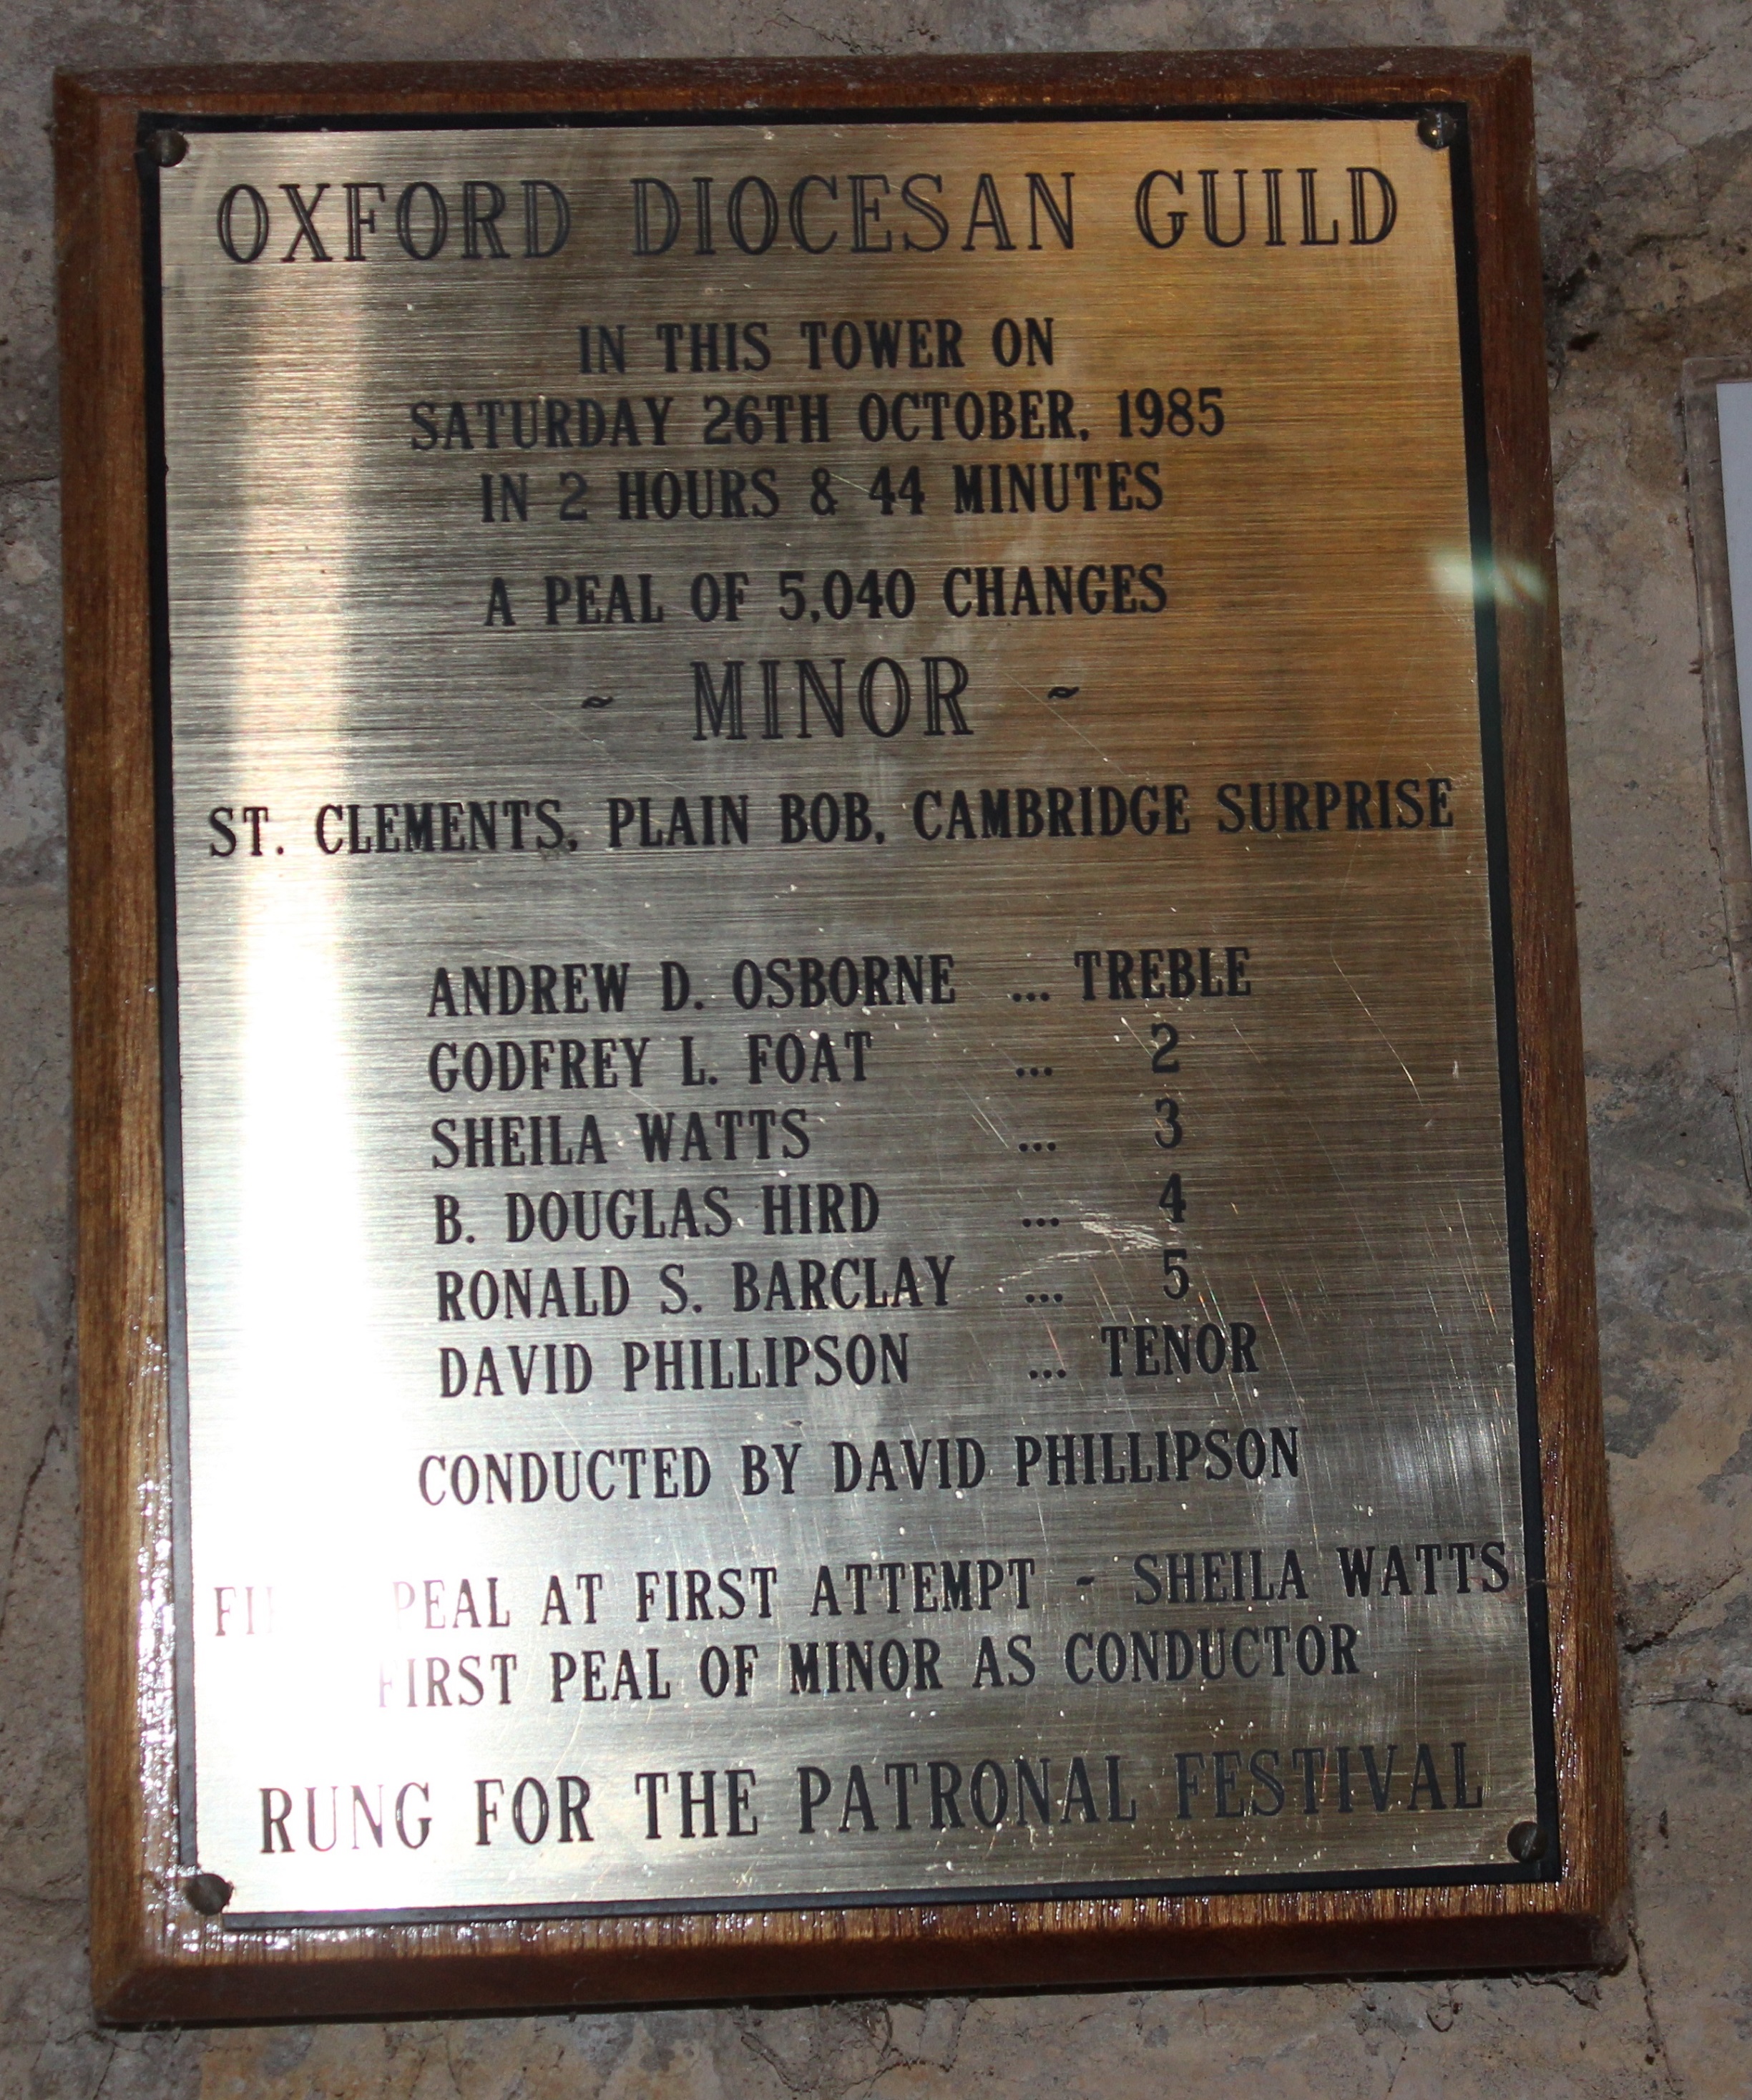 OXFORD DIOCESAN GUILD
IN THIS TOWER ON
SATURDAY 26TH OCTOBER, 1985
IN 2 HOURS & 44 MINUTES
A PEAL OF 5,040 CHANGES
~ MINOR ~
ST. CLEMENTS, PLAIN BOB, CAMBRIDGE SURPRISE
ANDREW D. OSBORNE ... TREBLE
GODFREY L. FOAT ... 2
SHEILA WATTS ... 3
B. DOUGLAS HIRD ... 4
RONALD S. BARCLAY ... 5
DAVID PHILLIPSON ... TENOR
CONDUCTED BY DAVID PHILLIPSON
PEAL AT FIRST ATTEMPT - SHEILA WATTS
FIRST PEAL OF MINOR AS CONDUCTOR
RUNG FOR THE PATRONAL FESTIVAL